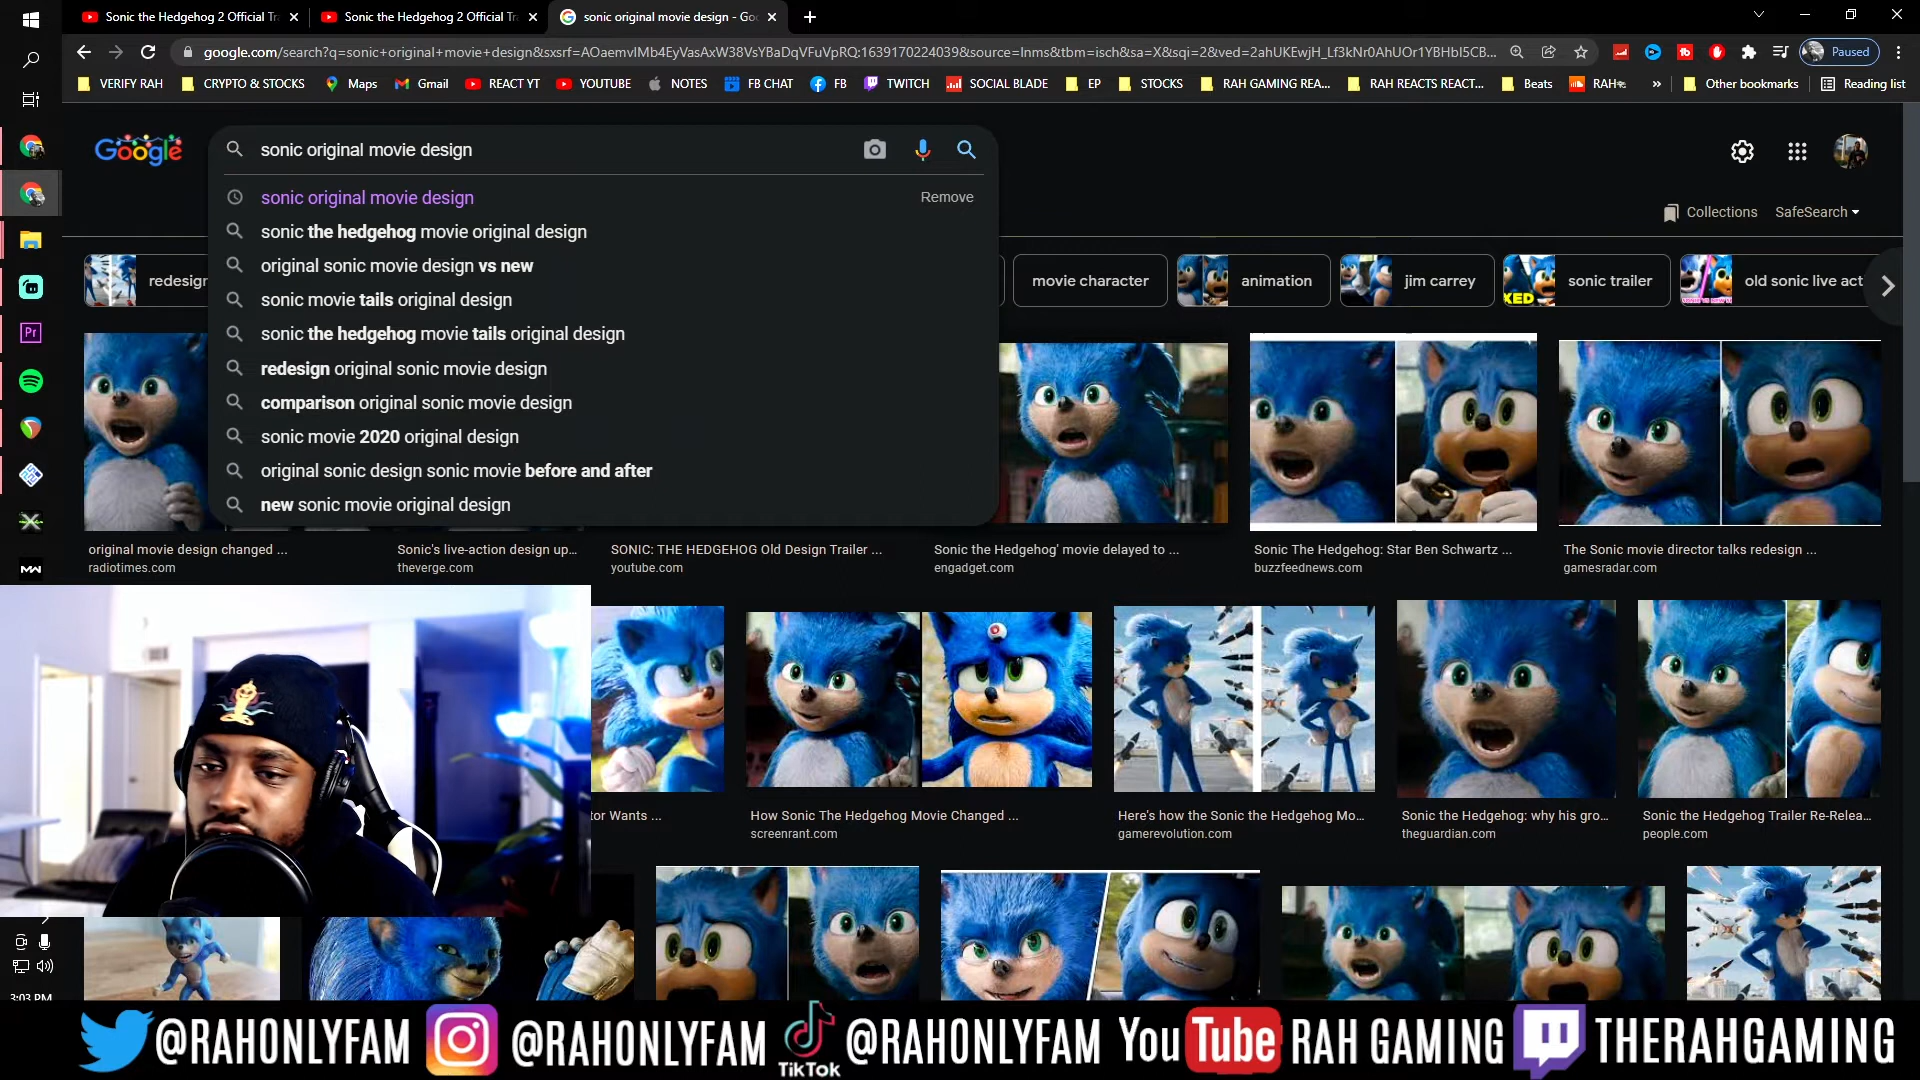 Sonic the Hedgehog 2 Official Tr
Sonic the Hedgehog 2 Official Tr
sonic original movie design - Goo
google.com/search?q=sonic+original+movie+design&sxsrf=AOaemvIMb4EyVasAxW38VsYBaDqVFuVpRQ:1639170224039&source=lnms&tbm=isch&sa=X&sqi=2&ved=2ahUKEwjH_Lf3kNr0AhUOr1YBHbI5CB...
Paused
VERIFY RAH
CRYPTO & STOCKS
Maps
Gmail
REACT YT
YOUTUBE
NOTES
FB CHAT
FB
TWITCH
SOCIAL BLADE
EP
STOCKS
RAH GAMING REA...
RAH REACTS REACT...
Beats
RAH
Other bookmarks
Reading list
Google
sonic original movie design
sonic original movie design
Remove
sonic the hedgehog movie original design
original sonic movie design vs new
sonic movie tails original design
sonic the hedgehog movie tails original design
redesign original sonic movie design
comparison original sonic movie design
sonic movie 2020 original design
original sonic design sonic movie before and after
new sonic movie original design
Collections
SafeSearch
redesign
movie character
animation
jim carrey
sonic trailer
old sonic live act
original movie design changed ...
radiotimes.com
Sonic's live-action design up...
theverge.com
SONIC: THE HEDGEHOG Old Design Trailer ...
youtube.com
Sonic the Hedgehog' movie delayed to ...
engadget.com
Sonic The Hedgehog: Star Ben Schwartz ...
buzzfeednews.com
The Sonic movie director talks redesign ...
gamesradar.com
tor Wants ...
How Sonic The Hedgehog Movie Changed ...
screenrant.com
Here's how the Sonic the Hedgehog Mo...
gamerevolution.com
Sonic the Hedgehog: why his gro...
theguardian.com
Sonic the Hedgehog Trailer Re-Relea...
people.com
Pr
MW
3:03 PM
@RAHONLYFAM
@RAHONLYFAM
TikTok
@RAHONLYFAM
YouTube
RAH GAMING
THERAHGAMING